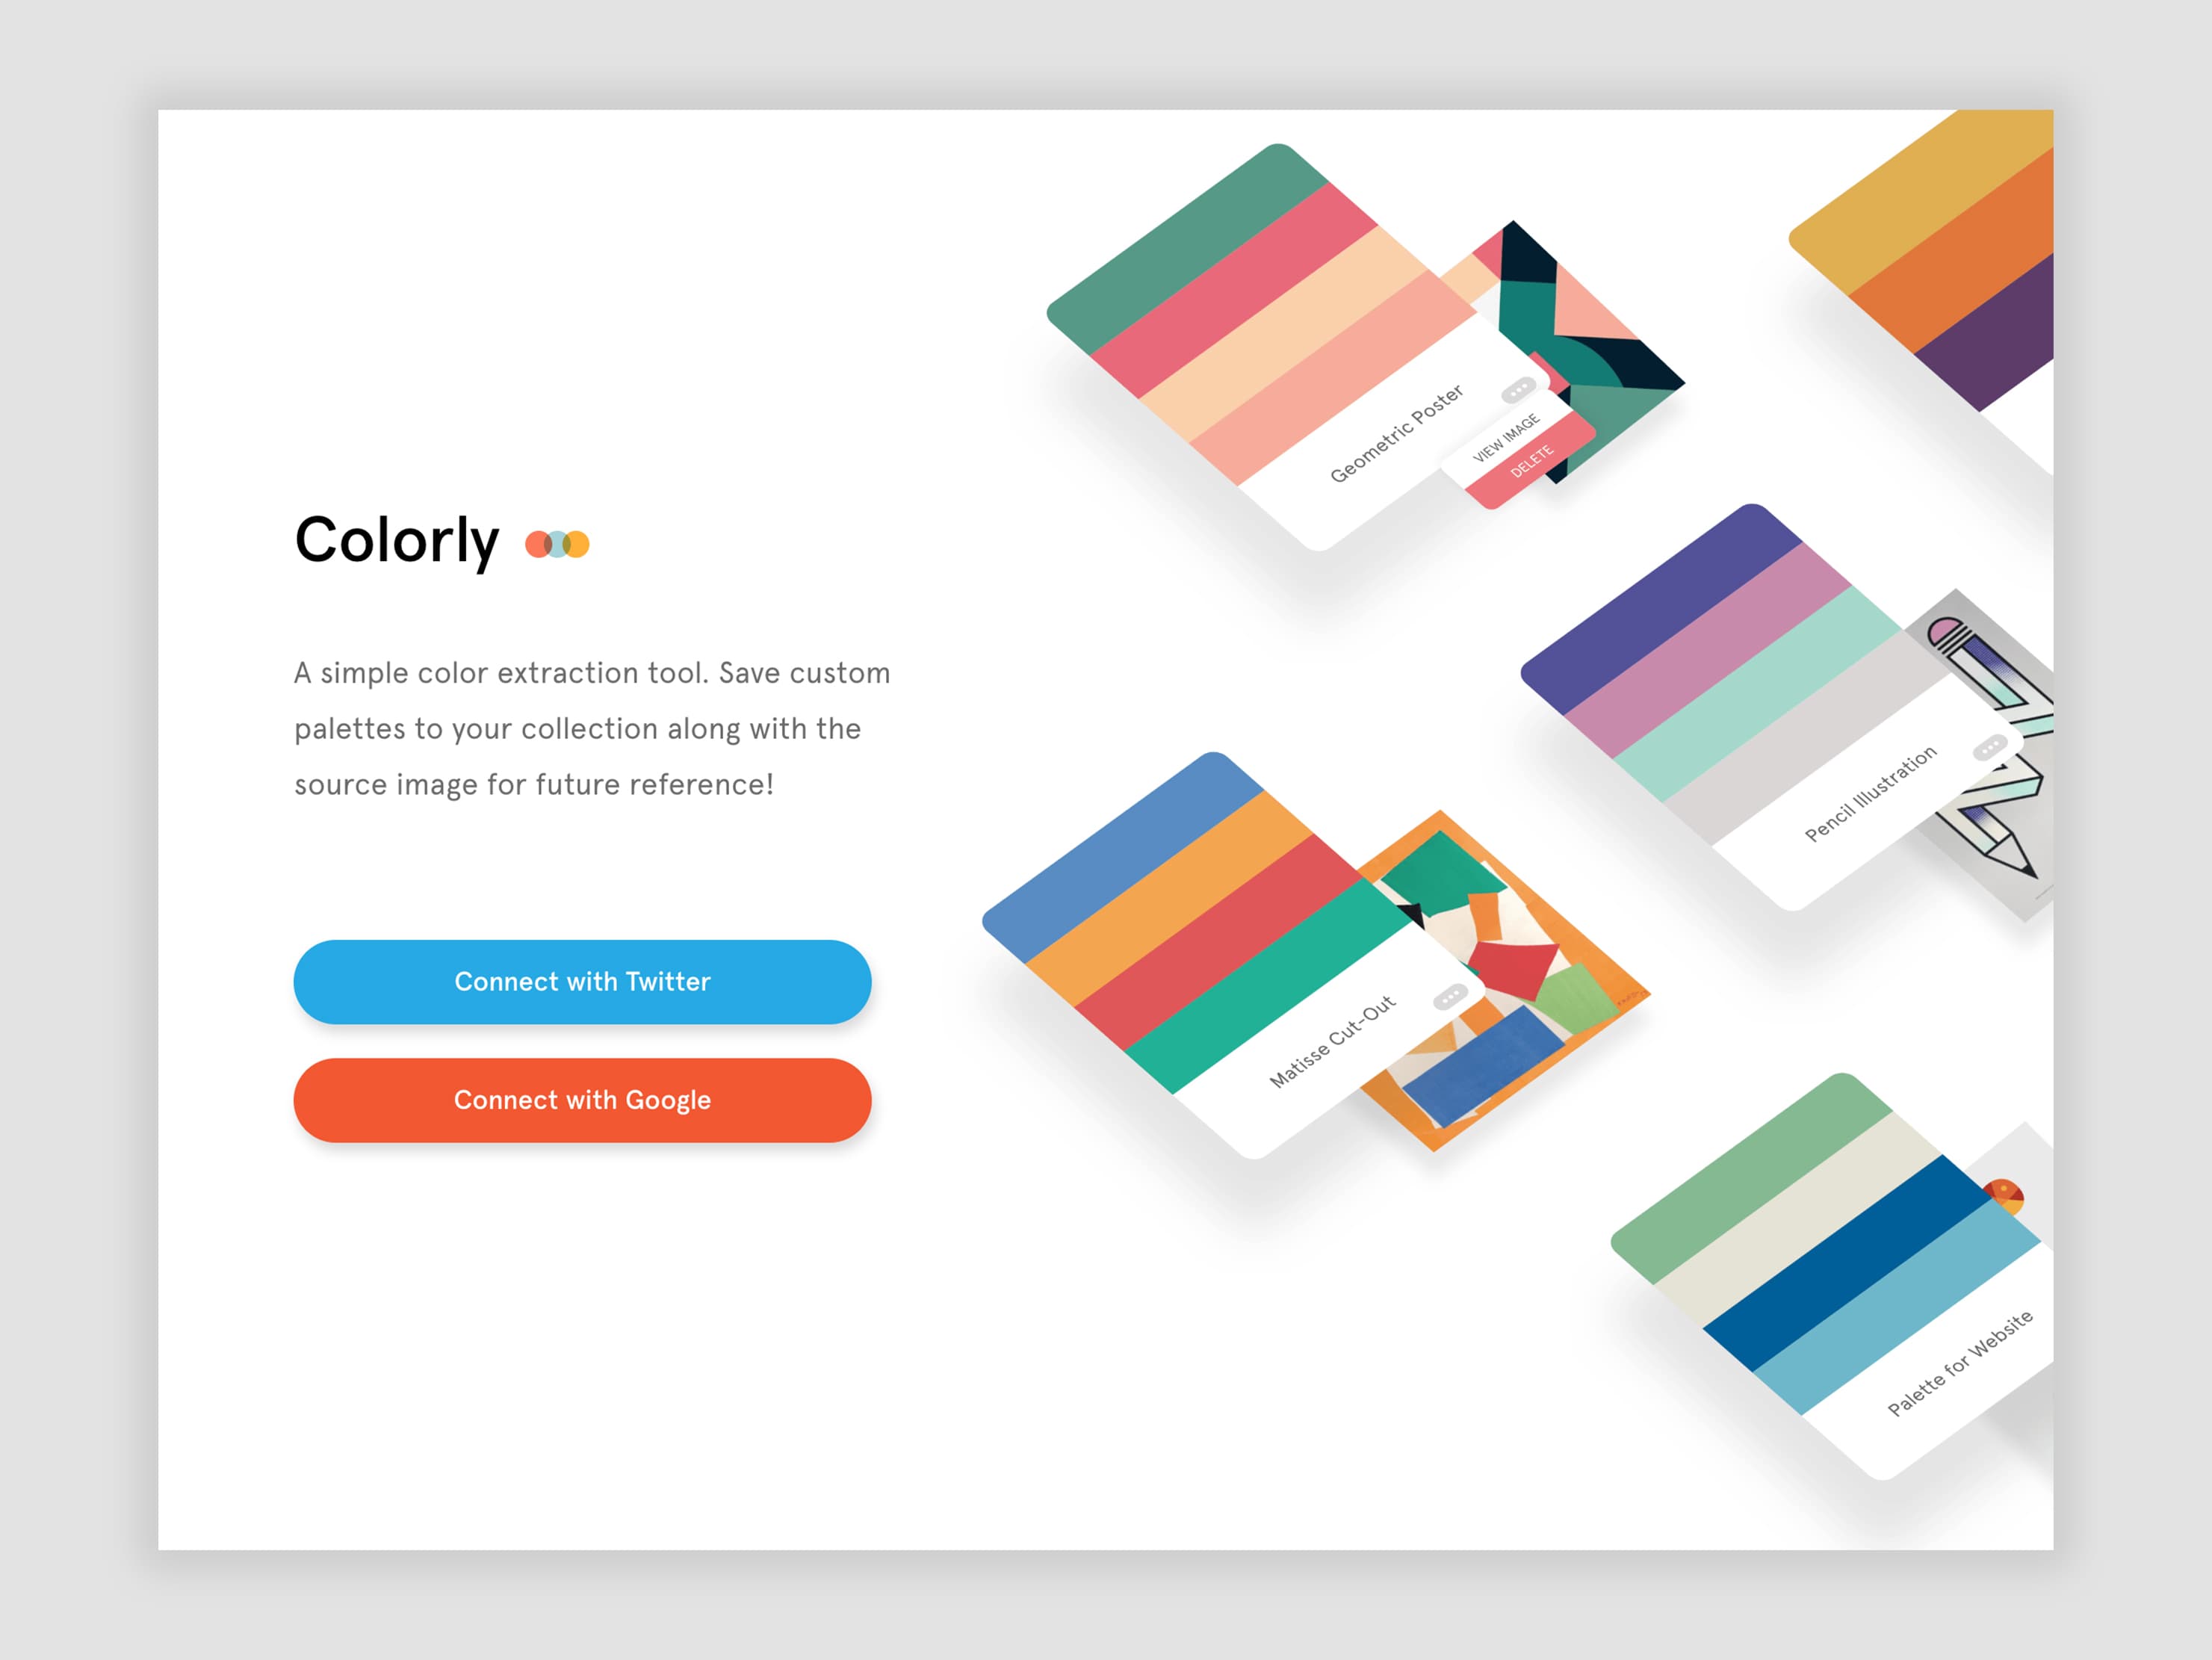 Colorly
A simple color extraction tool. Save custom
palettes to your collection along with the
source image for future reference!
Connect with Twitter
Connect with Google
Geometric Poster
VIEW IMAGE
DELETE
Pencil Illustration
Matisse Cut-Out
Palette for Website